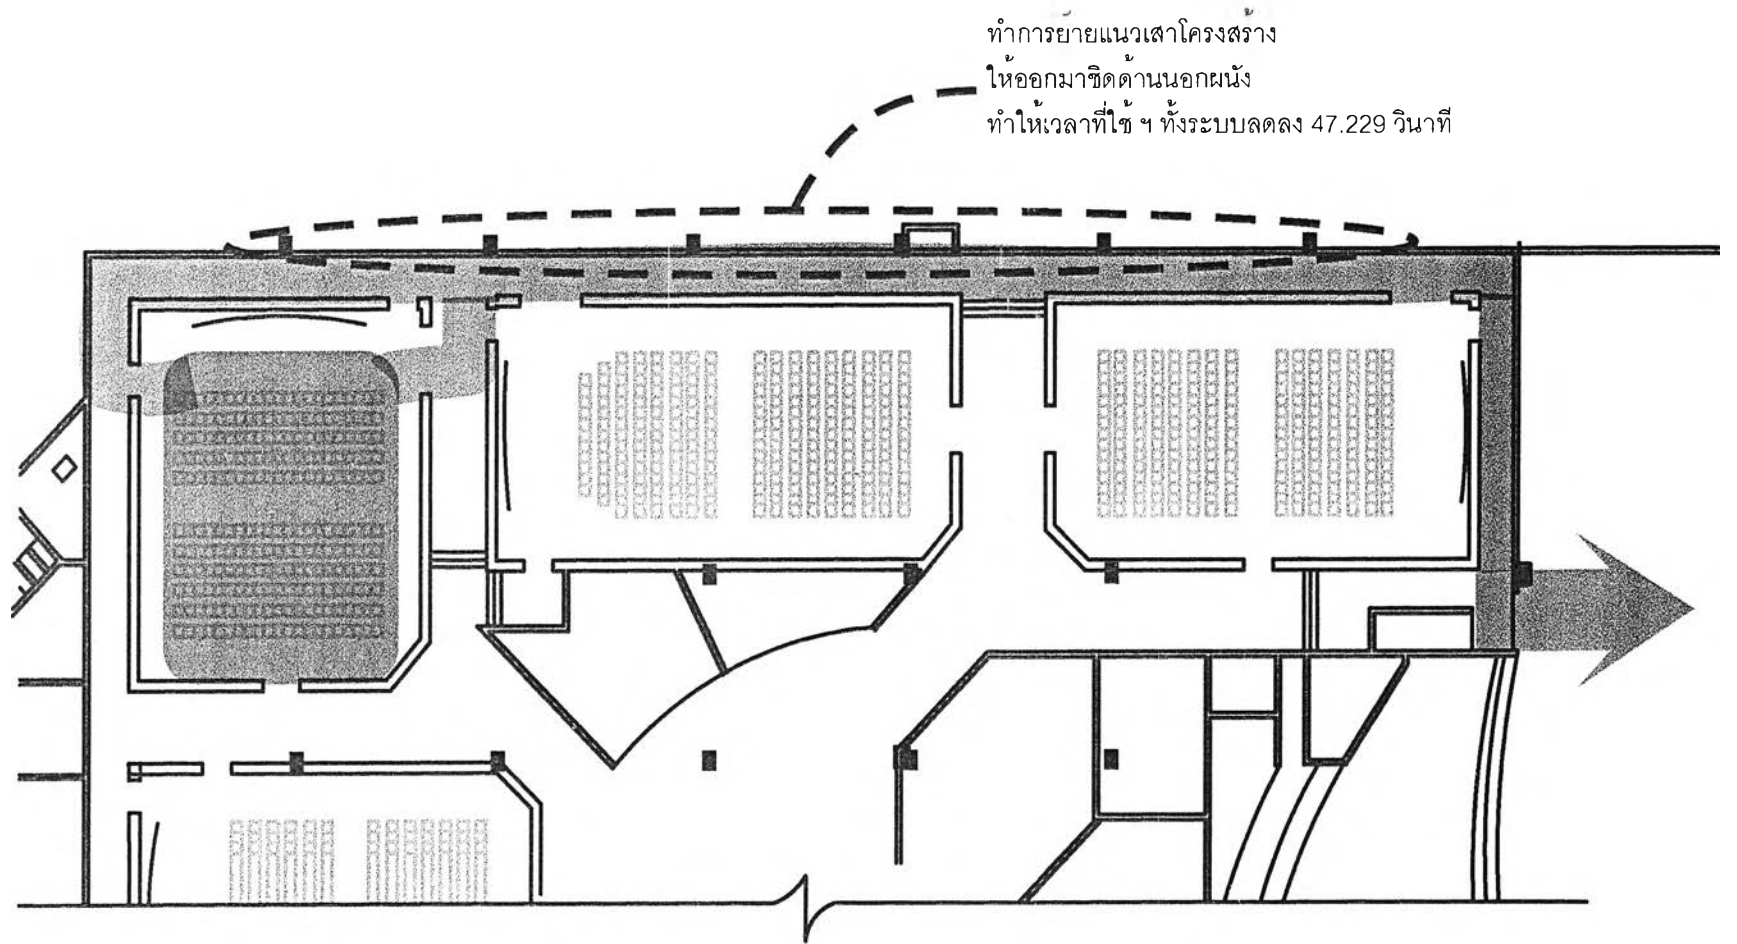 ทำการย้ายแนวเสาโครงสร้าง
ให้ออกมาชิดด้านนอกผนัง
ทำให้เวลาที่ใช้ ฯ ทั้งระบบลดลง 47.229 วินาที